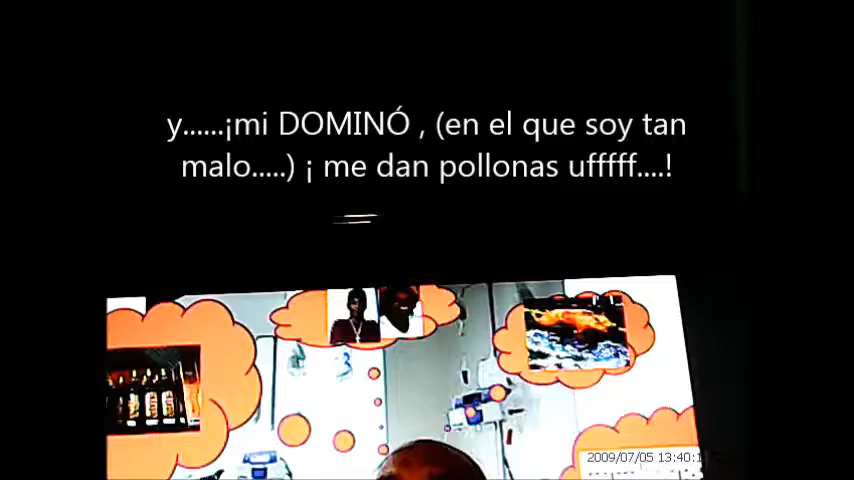 y......¡mi DOMINÓ , (en el que soy tan
malo.....) ¡ me dan pollonas ufffff....!
2009/07/05 13:40:1